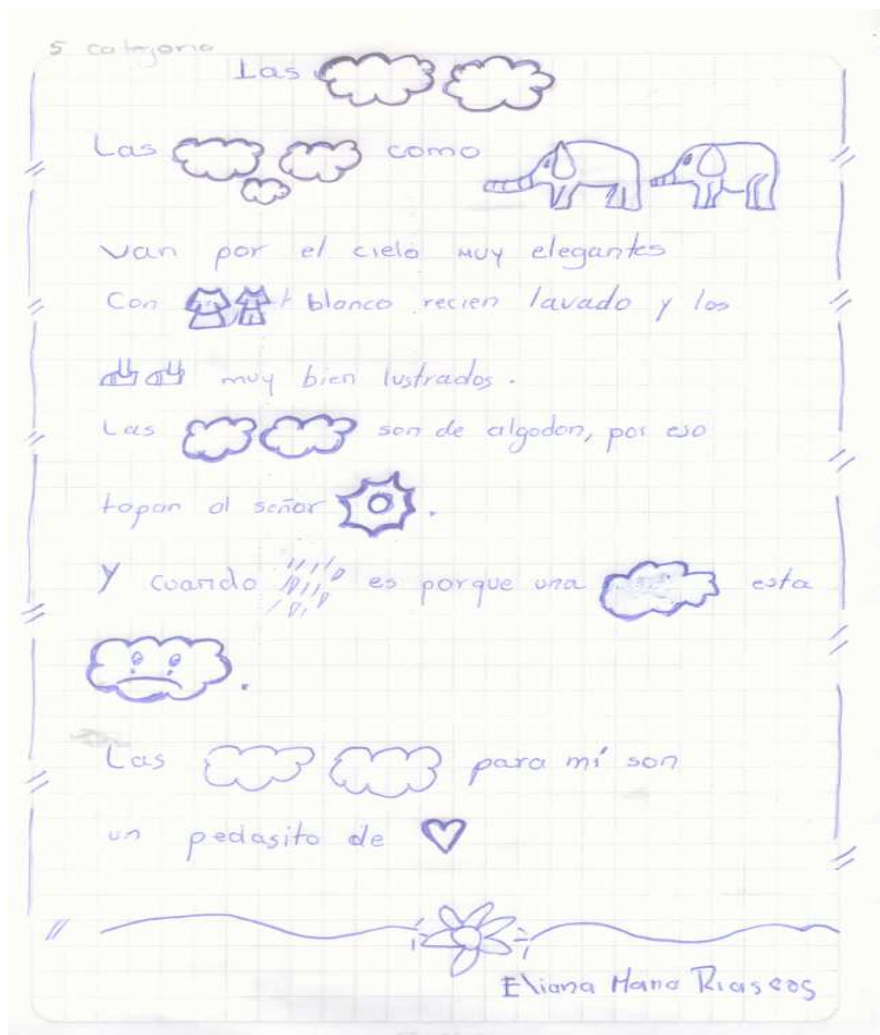 5 categoria
Las
Las como
van por el cielo muy elegantes
Con blanco recien lavado y los
muy bien lustrados.
Las son de algodon, por eso
tapan al señor .
Y cuando es porque una esta
.
Las para mí son
un pedasito de
Eliana Riascos